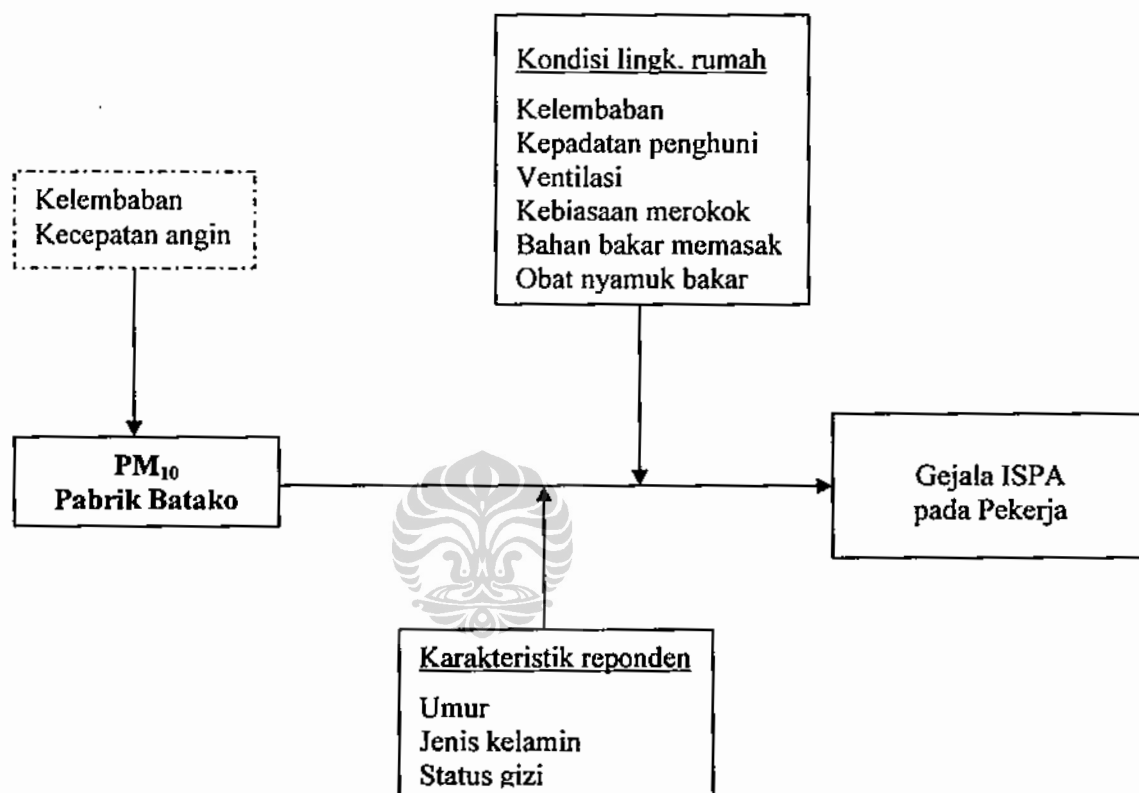 Kondisi lingk. rumah
Kelembaban
Kepadatan penghuni
Ventilasi
Kebiasaan merokok
Bahan bakar memasak
Obat nyamuk bakar
Kelembaban
Kecepatan angin
PM₁₀
Pabrik Batako
Gejala ISPA
pada Pekerja
Karakteristik reponden
Umur
Jenis kelamin
Status gizi